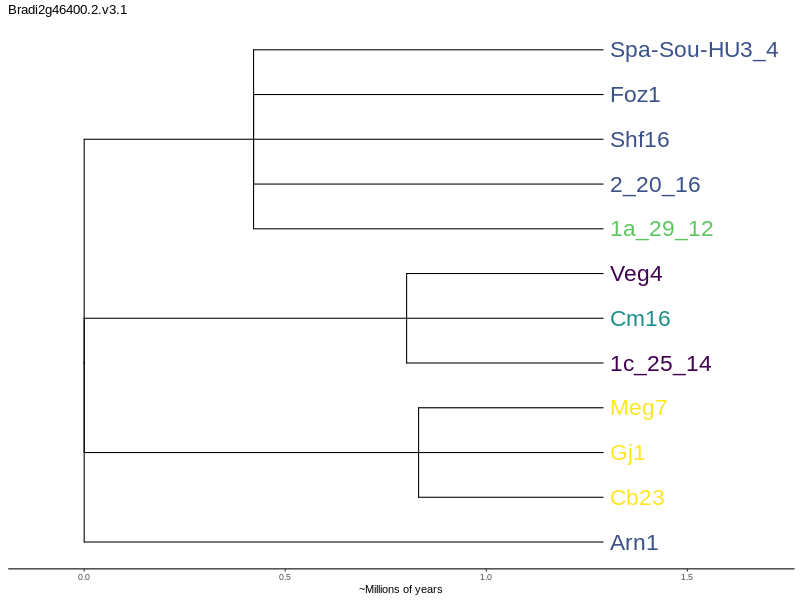 Bradi2g46400.2.v3.1
Spa-Sou-HU3_4
Foz1
Shf16
2_20_16
1a_29_12
Veg4
Cm16
1c_25_14
Meg7
Gj1
Cb23
Arn1
0.0 0.5 1.0 1.5
~Millions of years